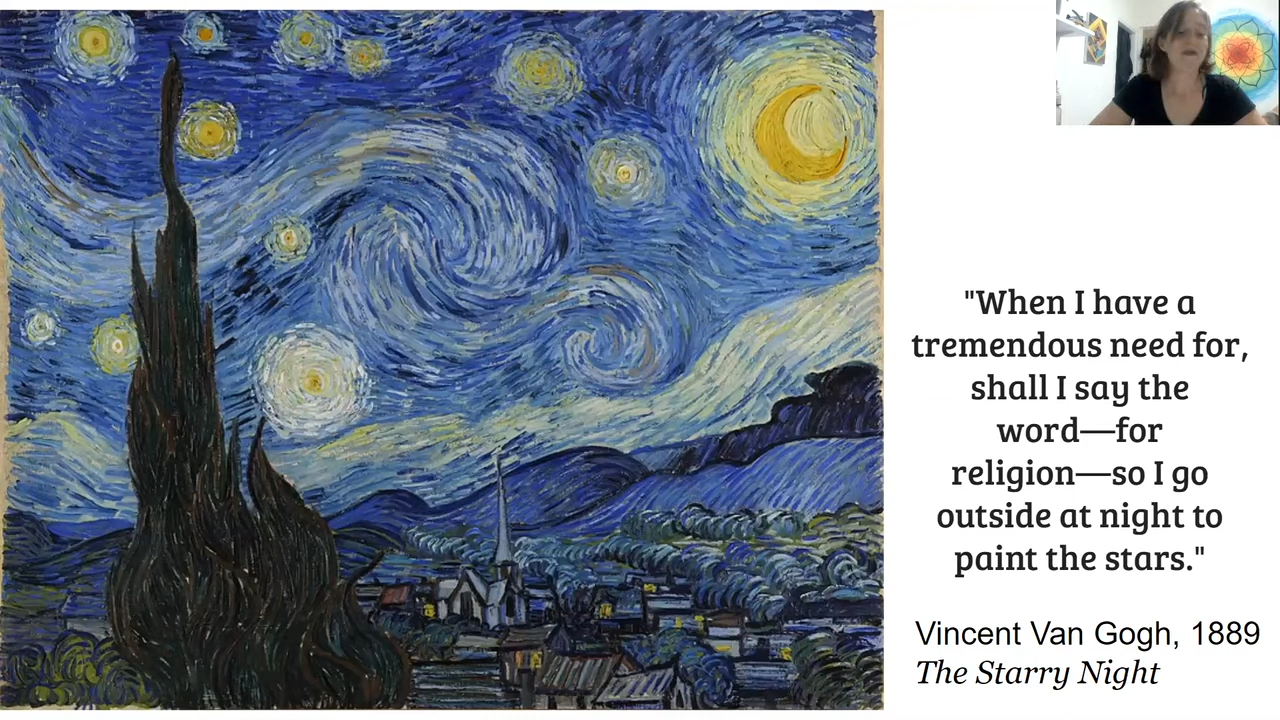 "When I have a
tremendous need for,
shall I say the
word—for
religion—so I go
outside at night to
paint the stars."
Vincent Van Gogh, 1889
The Starry Night